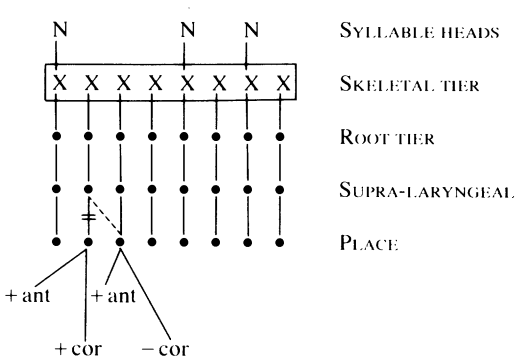 N N N SYLLABLE HEADS
X X X X X X X X SKELETAL TIER
ROOT TIER
SUPRA-LARYNGEAL
PLACE
+ ant + ant
+ cor − cor